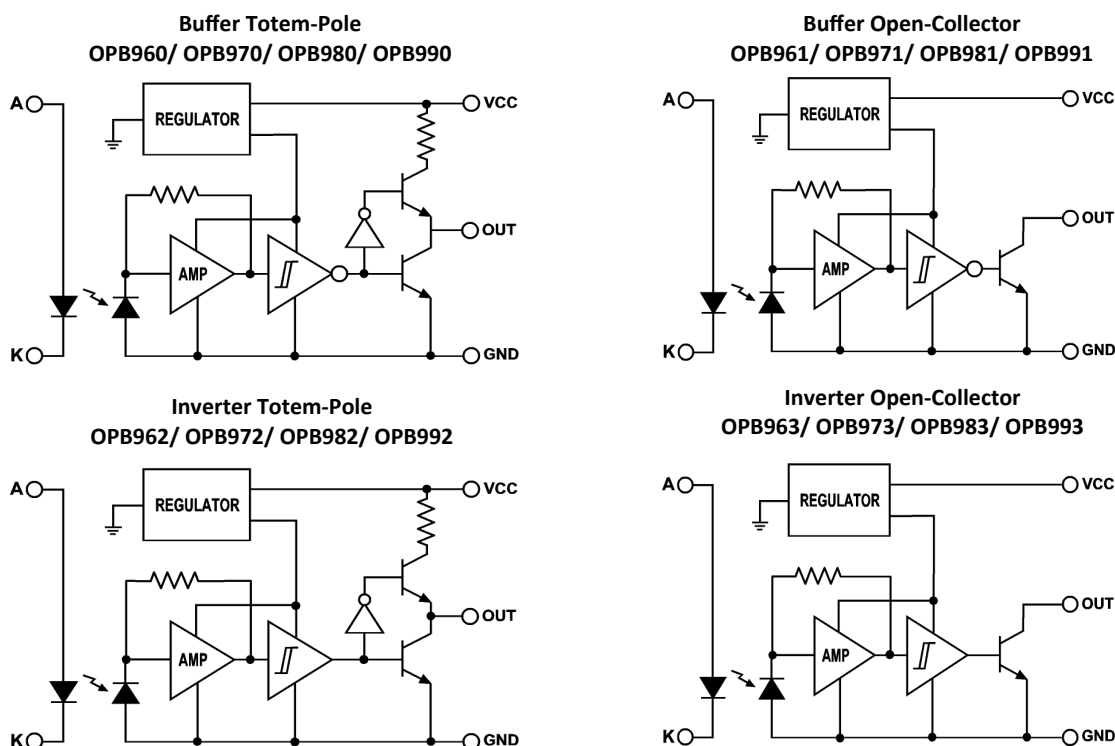 Buffer Totem-Pole
OPB960/ OPB970/ OPB980/ OPB990
A
REGULATOR
VCC
OUT
AMP
K
GND
Buffer Open-Collector
OPB961/ OPB971/ OPB981/ OPB991
A
REGULATOR
VCC
OUT
AMP
K
GND
Inverter Totem-Pole
OPB962/ OPB972/ OPB982/ OPB992
A
REGULATOR
VCC
OUT
AMP
K
GND
Inverter Open-Collector
OPB963/ OPB973/ OPB983/ OPB993
A
REGULATOR
VCC
OUT
AMP
K
GND